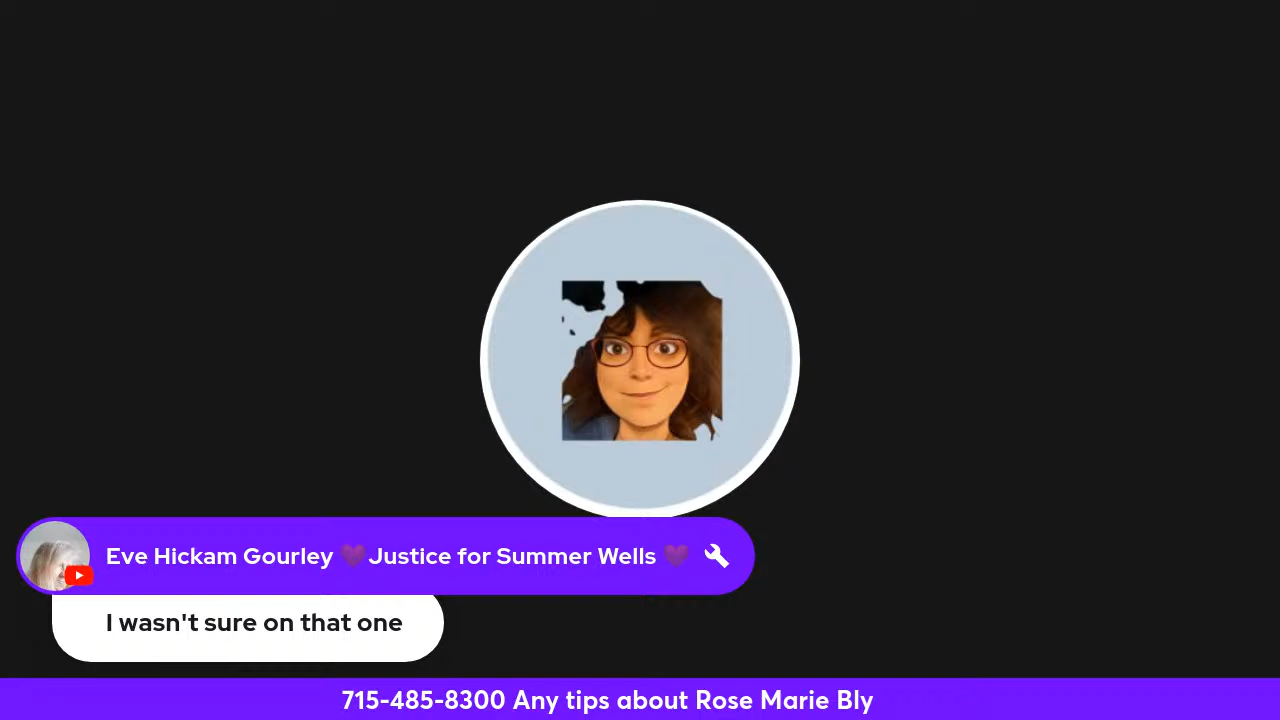 Eve Hickam Gourley 💜Justice for Summer Wells 💜
I wasn't sure on that one
715-485-8300 Any tips about Rose Marie Bly